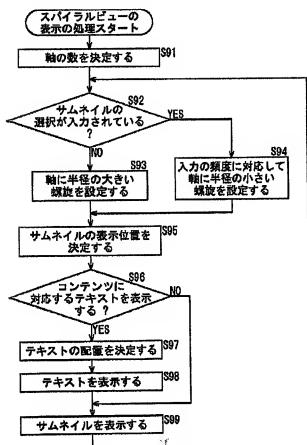 スパイラルビューの
表示の処理スタート
S91
軸の数を決定する
S92
サムネイルの
選択が入力されている
?
YES
NO
S93
軸に半径の大きい
螺旋を設定する
S94
入力の頻度に対応して
軸に半径の小さい
螺旋を設定する
S95
サムネイルの表示位置を
決定する
S96
コンテンツに
対応するテキストを表示
する ?
NO
YES
S97
テキストの配置を決定する
S98
テキストを表示する
S99
サムネイルを表示する